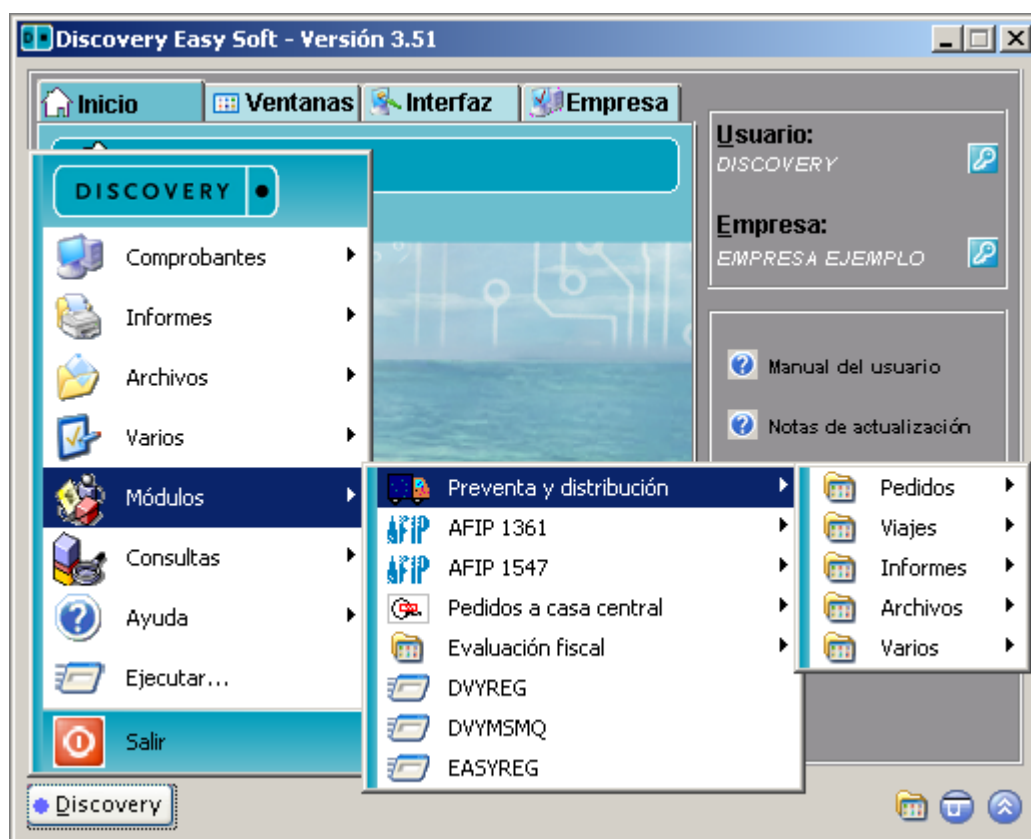 Discovery Easy Soft - Versión 3.51
Inicio
Ventanas
Interfaz
Empresa
Usuario:
DISCOVERY
Empresa:
EMPRESA EJEMPLO
Manual del usuario
Notas de actualización
DISCOVERY
Comprobantes
Informes
Archivos
Varios
Módulos
Consultas
Ayuda
Ejecutar...
Salir
Preventa y distribución
AFIP AFIP 1361
AFIP AFIP 1547
Pedidos a casa central
Evaluación fiscal
DVYREG
DVYMSMQ
EASYREG
Pedidos
Viajes
Informes
Archivos
Varios
Discovery